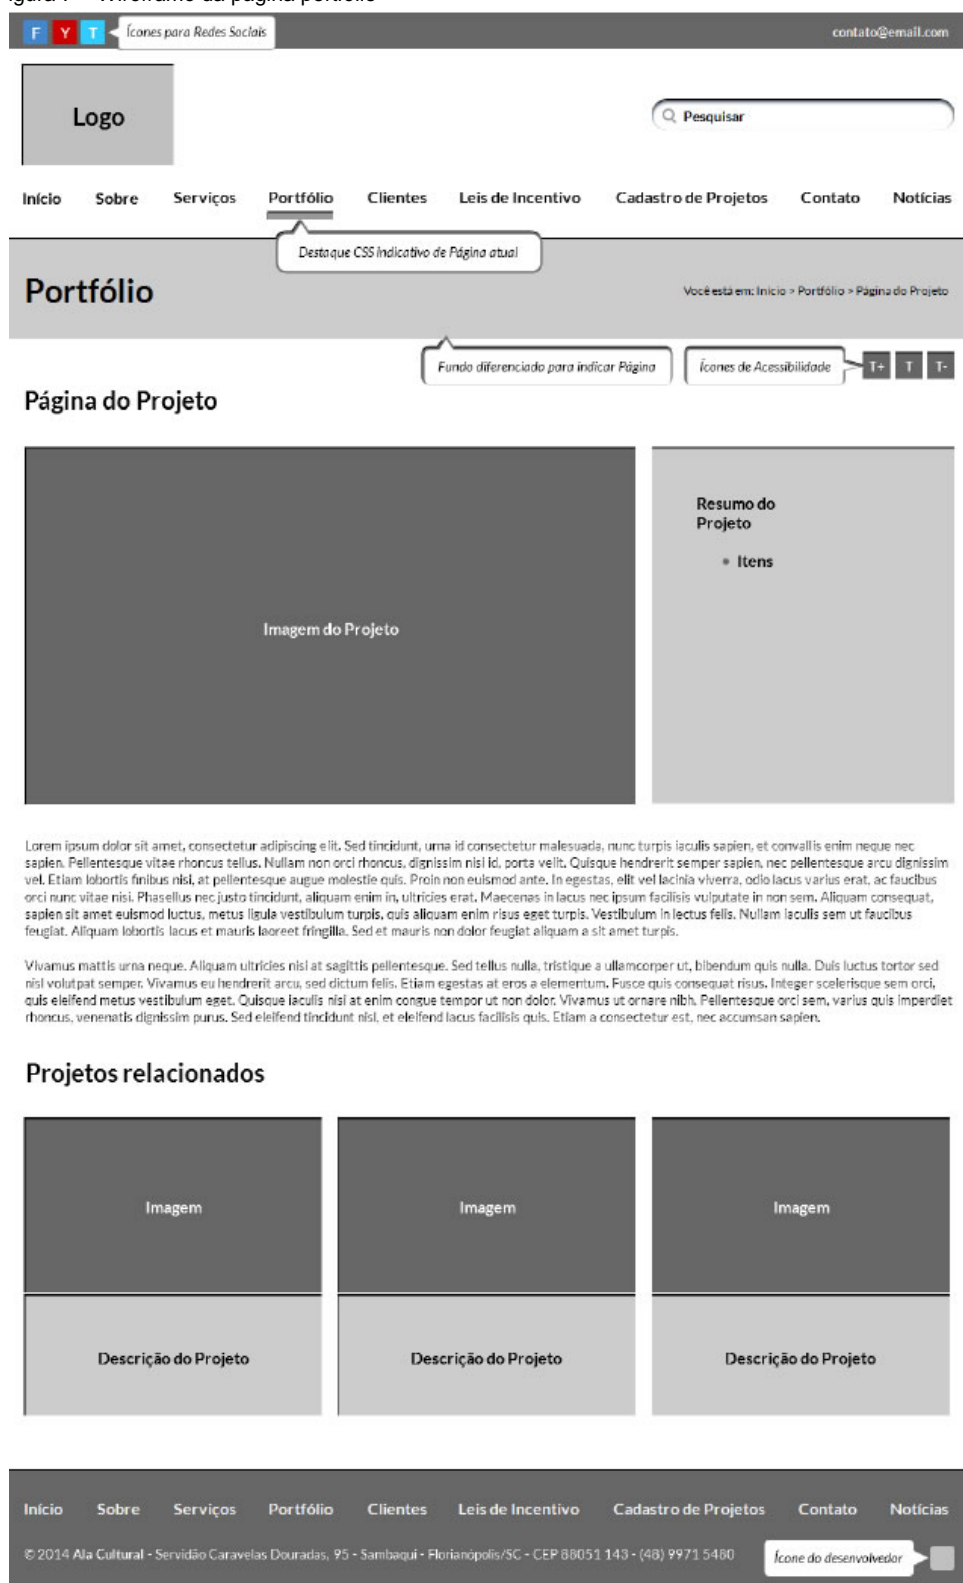 Wireframe da página portfólio
F Y T Ícones para Redes Sociais
contato@email.com
Logo
Pesquisar
Início Sobre Serviços Portfólio Clientes Leis de Incentivo Cadastro de Projetos Contato Notícias
Destaque CSS indicativo de Página atual
Portfólio
Você está em: Início > Portfólio > Página do Projeto
Fundo diferenciado para indicar Página
Ícones de Acessibilidade
T+ T T-
Página do Projeto
Imagem do Projeto
Resumo do
Projeto
• Itens
Lorem ipsum dolor sit amet, consectetur adipiscing elit. Sed tincidunt, urna id consectetur malesuada, nunc turpis iaculis sapien, et convallis enim neque nec
sapien. Pellentesque vitae rhoncus tellus. Nullam non orci rhoncus, dignissim nisi id, porta velit. Quisque hendrerit semper sapien, nec pellentesque arcu dignissim
vel. Etiam lobortis finibus nisi, at pellentesque augue molestie quis. Proin non euismod ante. In egestas, elit vel lacinia viverra, odio lacus varius erat, ac faucibus
orci nunc vitae nisi. Phasellus nec justo tincidunt, aliquam enim in, ultricies erat. Maecenas in lacus nec ipsum facilisis vulputate in non sem. Aliquam consequat,
sapien sit amet euismod luctus, metus ligula vestibulum turpis, quis aliquam enim risus eget turpis. Vestibulum in lectus felis. Nullam iaculis sem ut faucibus
feugiat. Aliquam lobortis lacus et mauris laoreet fringilla. Sed et mauris non dolor feugiat aliquam a sit amet turpis.
Vivamus mattis urna neque. Aliquam ultricies nisl at sagittis pellentesque. Sed tellus nulla, tristique a ullamcorper ut, bibendum quis nulla. Duis luctus tortor sed
nisl volutpat semper. Vivamus eu hendrerit arcu, sed dictum felis. Etiam egestas at eros a elementum. Fusce quis consequat risus. Integer scelerisque sem orci,
quis eleifend metus vestibulum eget. Quisque iaculis nisi at enim congue tempor ut non dolor. Vivamus ut ornare nibh. Pellentesque orci sem, varius quis imperdiet
rhoncus, venenatis dignissim purus. Sed eleifend tincidunt nisl, et eleifend lacus facilisis quis. Etiam a consectetur est, nec accumsan sapien.
Projetos relacionados
Imagem Imagem Imagem
Descrição do Projeto Descrição do Projeto Descrição do Projeto
Início Sobre Serviços Portfólio Clientes Leis de Incentivo Cadastro de Projetos Contato Notícias
© 2014 Ala Cultural - Servidão Caravelas Douradas, 95 - Sambaqui - Florianópolis/SC - CEP 88051 143 - (48) 9971 5480
Ícone do desenvolvedor